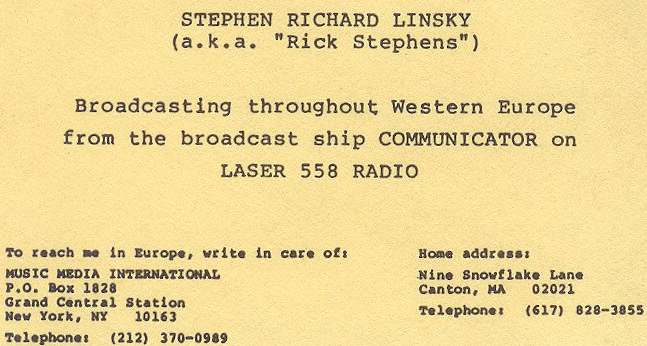 STEPHEN RICHARD LINSKY
(a.k.a. "Rick Stephens")
Broadcasting throughout Western Europe
from the broadcast ship COMMUNICATOR on
LASER 558 RADIO
To reach me in Europe, write in care of:
MUSIC MEDIA INTERNATIONAL
P.O. Box 1828
Grand Central Station
New York, NY 10163
Telephone: (212) 370-0989
Home address:
Nine Snowflake Lane
Canton, MA 02021
Telephone: (617) 828-3855